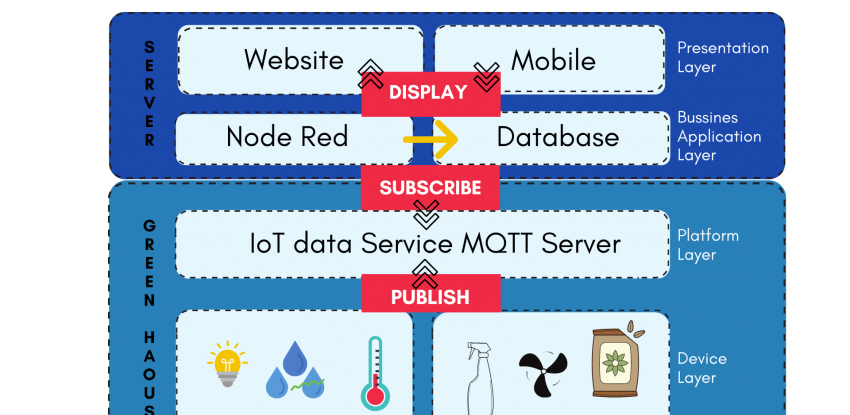 SERVER
Website
Mobile
Presentation
Layer
DISPLAY
Node Red
Database
Bussines
Application
Layer
SUBSCRIBE
GREEN HAOUS
IoT data Service MQTT Server
Platform
Layer
PUBLISH
Device
Layer